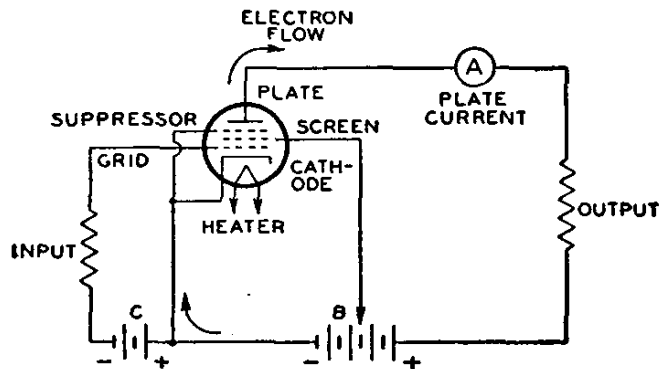 ELECTRON
FLOW
A
PLATE
PLATE
CURRENT
SUPPRESSOR
SCREEN
GRID
CATH-
ODE
HEATER
INPUT
OUTPUT
C
B
- +
- +